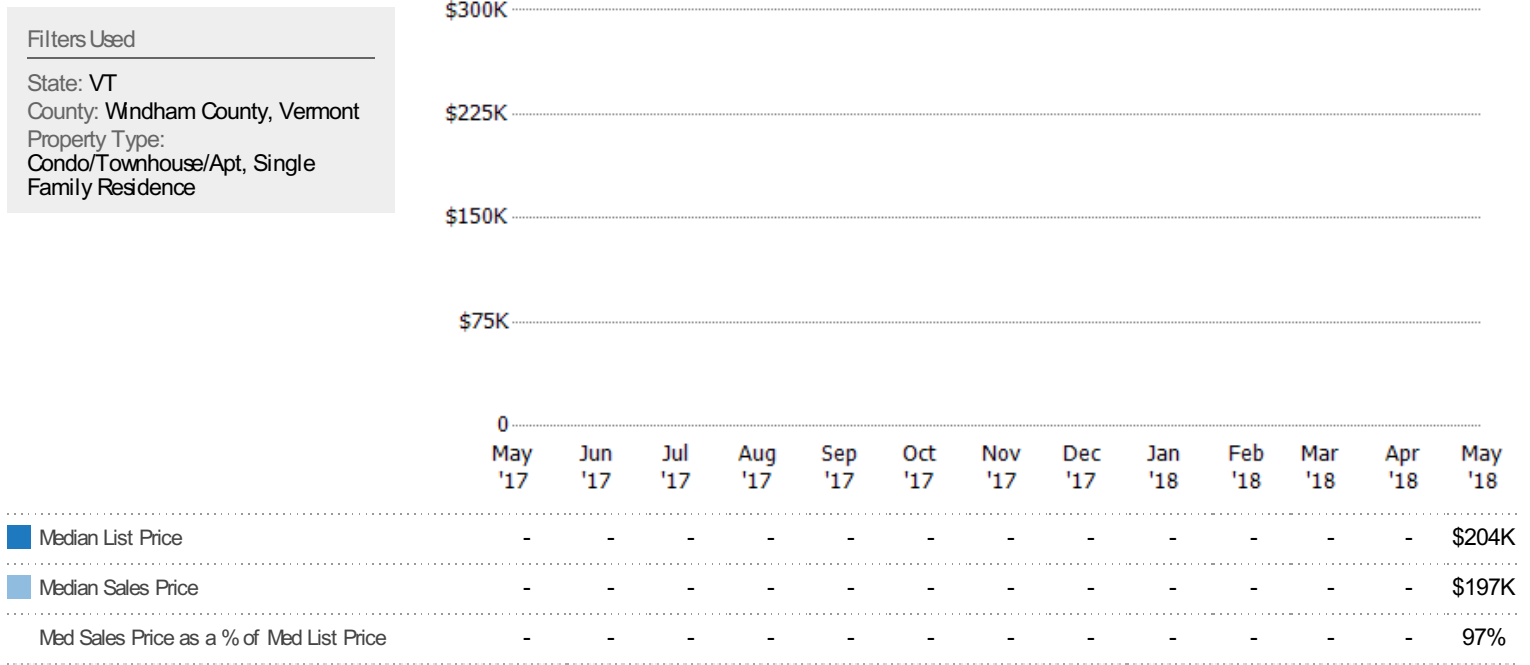 Filters Used
State: VT
County: Windham County, Vermont
Property Type:
Condo/Townhouse/Apt, Single
Family Residence
$300K
$225K
$150K
$75K
0
May Jun Jul Aug Sep Oct Nov Dec Jan Feb Mar Apr May
'17 '17 '17 '17 '17 '17 '17 '17 '18 '18 '18 '18 '18
Median List Price - - - - - - - - - - - - $204K
Median Sales Price - - - - - - - - - - - - $197K
Med Sales Price as a % of Med List Price - - - - - - - - - - - - 97%